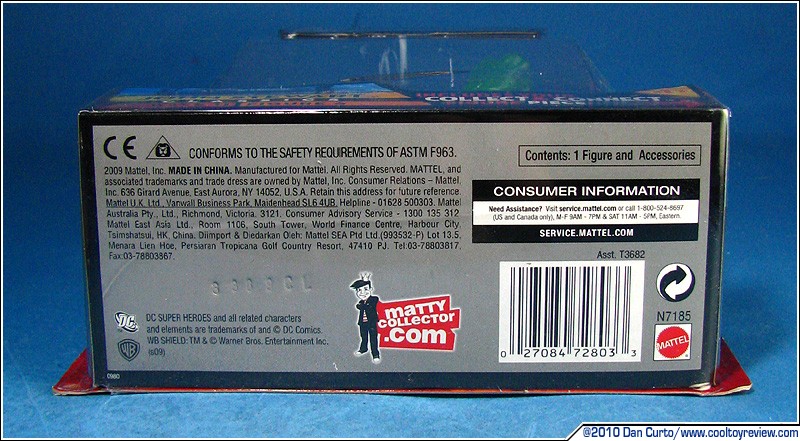 COLLECT CONNECT
CE
CONFORMS TO THE SAFETY REQUIREMENTS OF ASTM F963.
2009 Mattel, Inc. MADE IN CHINA. Manufactured for Mattel. All Rights Reserved. MATTEL, and
associated trademarks and trade dress are owned by Mattel, Inc. Consumer Relations – Mattel,
Inc. 636 Girard Avenue, East Aurora, NY 14052, U.S.A. Retain this address for future reference.
Mattel U.K. Ltd., Vanwall Business Park, Maidenhead SL6 4UB. Helpline - 01628 500303. Mattel
Australia Pty., Ltd., Richmond, Victoria. 3121. Consumer Advisory Service - 1300 135 312
Mattel East Asia Ltd., Room 1106, South Tower, World Finance Centre, Harbour City,
Tsimshatsui, HK, China. Diimport & Diedarkan Oleh: Mattel SEA Ptd Ltd.(993532-P) Lot 13.5,
Menara Lien Hoe, Persiaran Tropicana Golf Country Resort, 47410 PJ. Tel:03-78803817.
Fax:03-78803867.
Contents: 1 Figure and Accessories
CONSUMER INFORMATION
Need Assistance? Visit service.mattel.com or call 1-800-524-8697
(US and Canada only), M-F 9AM - 7PM & SAT 11AM - 5PM, Eastern.
SERVICE.MATTEL.COM
Asst. T3682
DC
DC SUPER HEROES and all related characters
and elements are trademarks of and © DC Comics.
WB SHIELD: TM & © Warner Bros. Entertainment Inc.
(s09)
WB
0980
maTTY
COLLECTOR
.com
0 27084 72803 3
N7185
MATTEL
©2010 Dan Curto/www.cooltoyreview.com